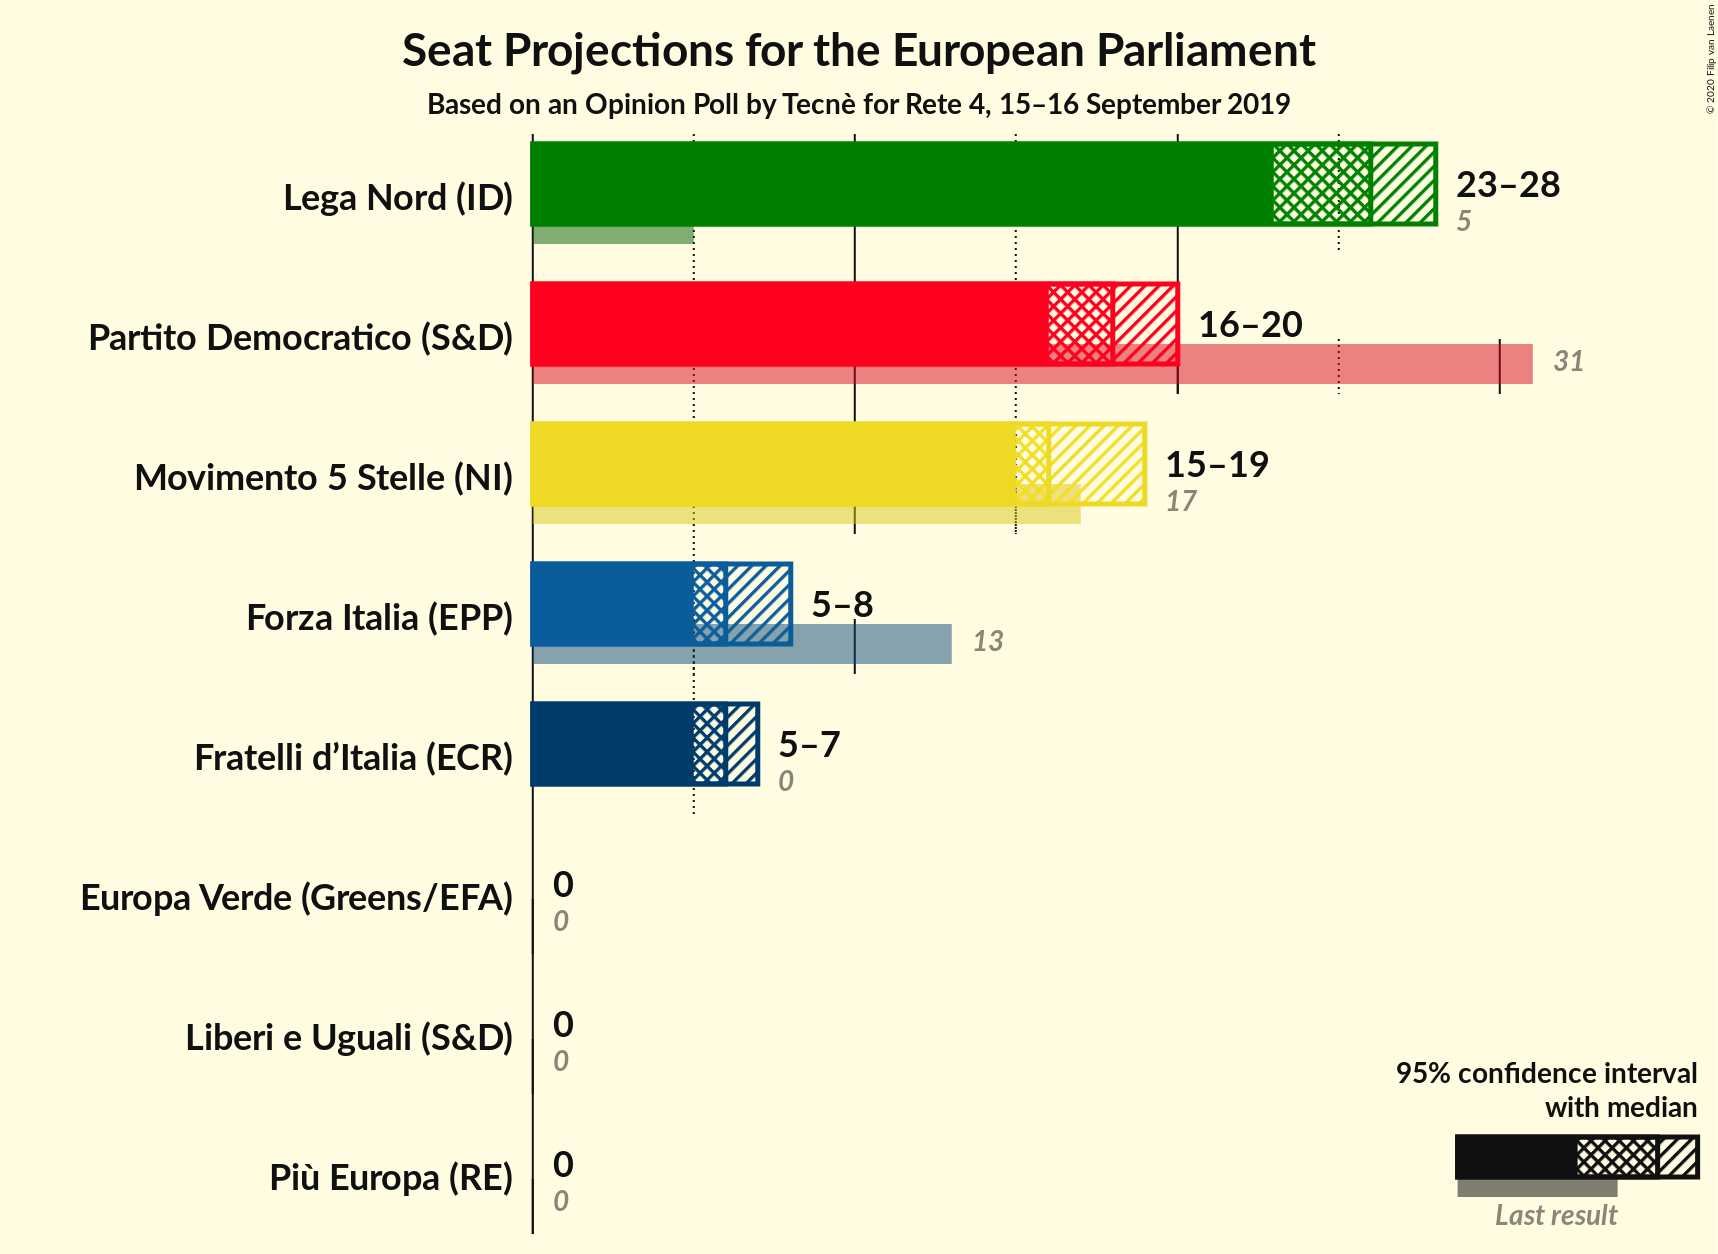 Seat Projections for the European Parliament
Based on an Opinion Poll by Tecnè for Rete 4, 15–16 September 2019
© 2020 Filip van Laenen
Lega Nord (ID)
23–28
5
Partito Democratico (S&D)
16–20
31
Movimento 5 Stelle (NI)
15–19
17
Forza Italia (EPP)
5–8
13
Fratelli d’Italia (ECR)
5–7
0
Europa Verde (Greens/EFA)
0
0
Liberi e Uguali (S&D)
0
0
Più Europa (RE)
0
0
95% confidence interval
with median
Last result